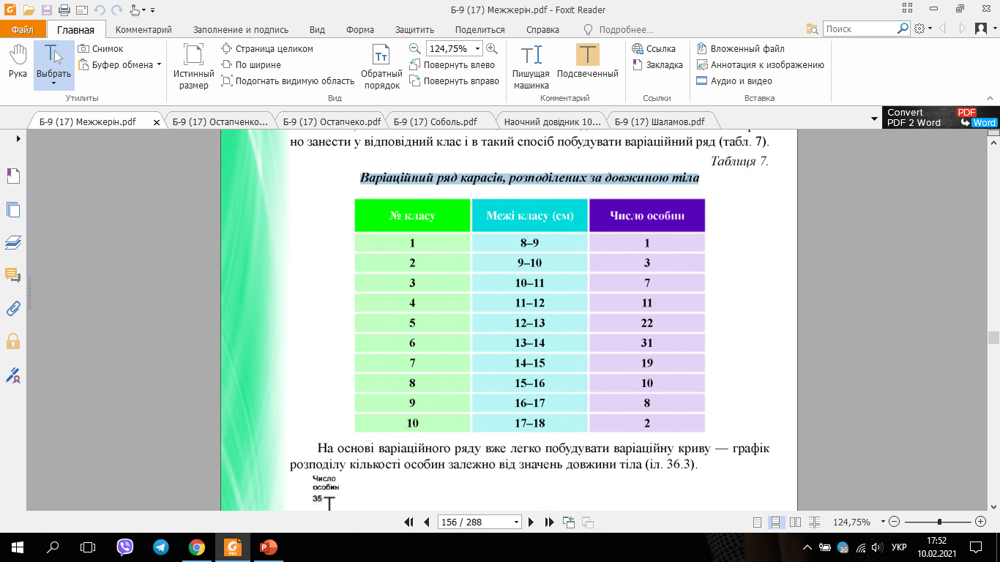 Б-9 (17) Межжерін.pdf - Foxit Reader
Файл Главная Комментарий Заполнение и подпись Вид Форма Защитить Поделиться Справка Подробнее... Поиск
Рука
Выбрать
Снимок
Буфер обмена
Утилиты
Истинный размер
Страница целиком
По ширине
Подогнать видимую область
Обратный порядок
124,75%
Повернуть влево
Повернуть вправо
Вид
Пишущая машинка
Подсвеченный
Комментарий
Ссылка
Закладка
Ссылки
Вложенный файл
Аннотация к изображению
Аудио и видео
Вставка
Б-9 (17) Межжерін.pdf Б-9 (17) Остапченко... Б-9 (17) Остапчеко.pdf Б-9 (17) Соболь.pdf Наочний довідник 10... Б-9 (17) Шаламов.pdf
Convert PDF
PDF 2 Word Word
но занести у відповідний клас і в такий спосіб побудувати варіаційний ряд (табл. 7).
Таблиця 7.
Варіаційний ряд карасів, розподілених за довжиною тіла
№ класу Межі класу (см) Число особин
1 8–9 1
2 9–10 3
3 10–11 7
4 11–12 11
5 12–13 22
6 13–14 31
7 14–15 19
8 15–16 10
9 16–17 8
10 17–18 2
На основі варіаційного ряду вже легко побудувати варіаційну криву — графік
розподілу кількості особин залежно від значень довжини тіла (іл. 36.3).
Число
особин
35
156 / 288 124,75%
30 УКР 17:52
10.02.2021